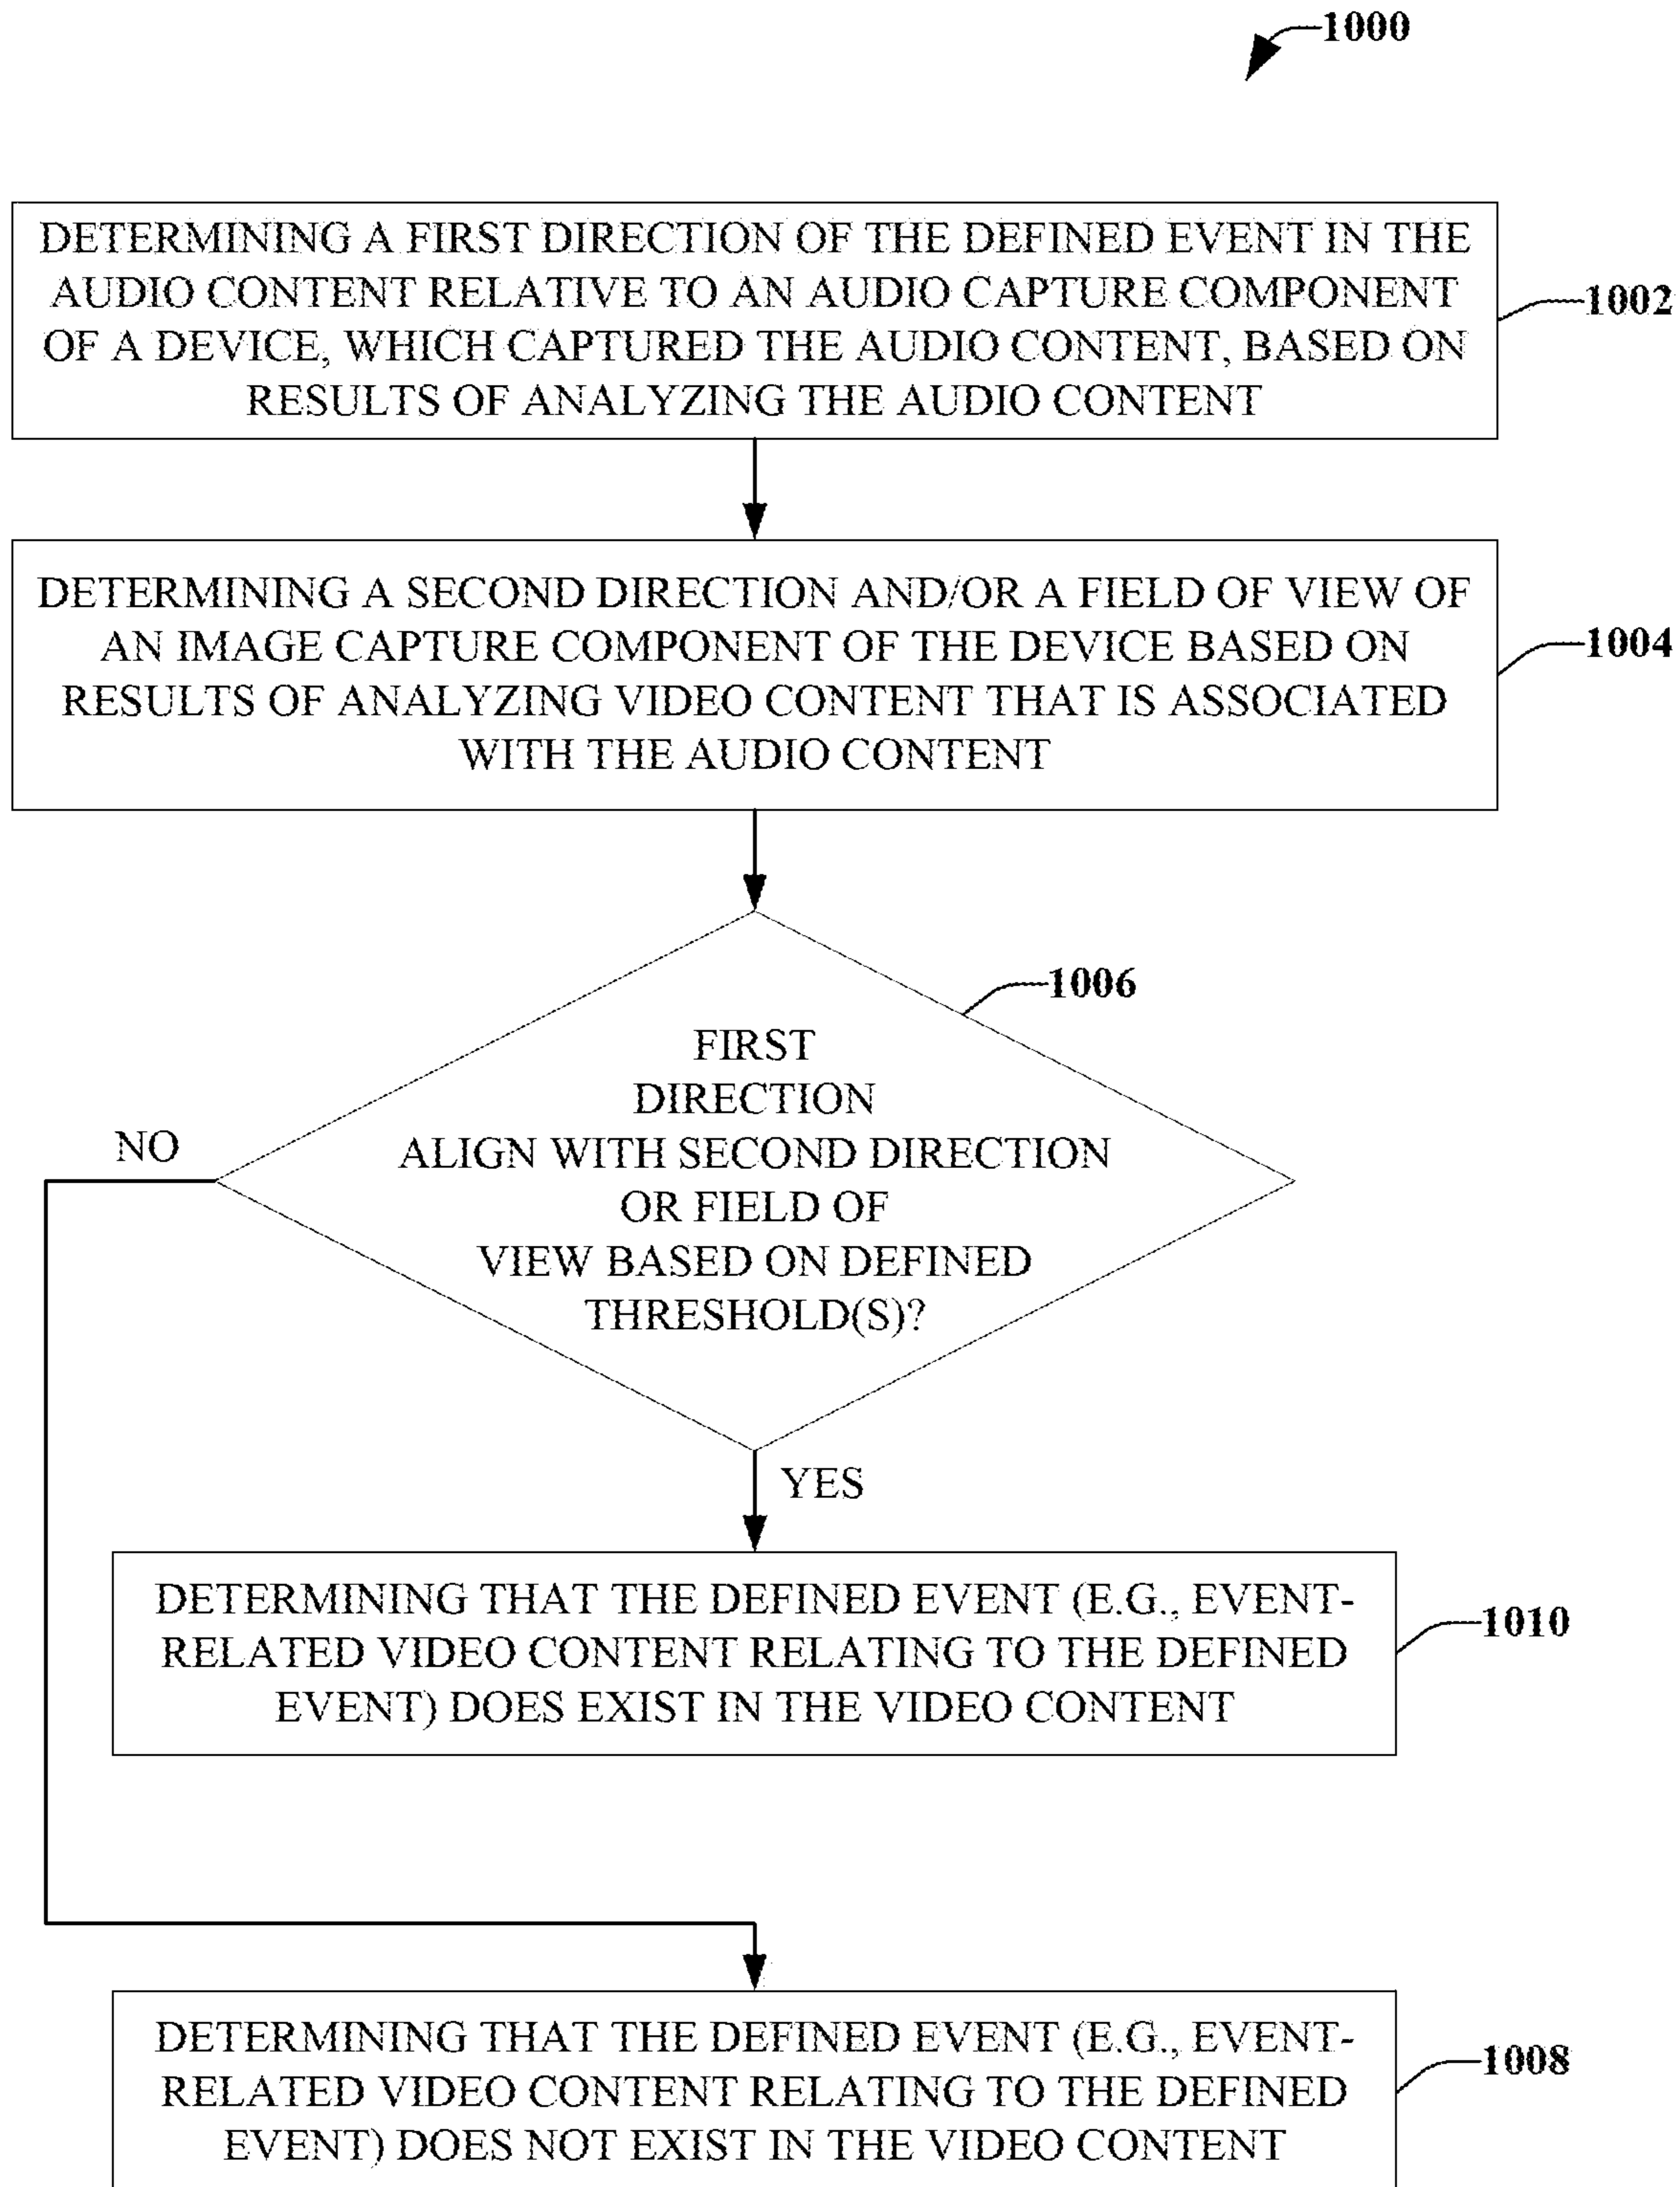 1000
DETERMINING A FIRST DIRECTION OF THE DEFINED EVENT IN THE
AUDIO CONTENT RELATIVE TO AN AUDIO CAPTURE COMPONENT
OF A DEVICE, WHICH CAPTURED THE AUDIO CONTENT, BASED ON
RESULTS OF ANALYZING THE AUDIO CONTENT
1002
DETERMINING A SECOND DIRECTION AND/OR A FIELD OF VIEW OF
AN IMAGE CAPTURE COMPONENT OF THE DEVICE BASED ON
RESULTS OF ANALYZING VIDEO CONTENT THAT IS ASSOCIATED
WITH THE AUDIO CONTENT
1004
1006
FIRST
DIRECTION
ALIGN WITH SECOND DIRECTION
OR FIELD OF
VIEW BASED ON DEFINED
THRESHOLD(S)?
NO
YES
DETERMINING THAT THE DEFINED EVENT (E.G., EVENT-
RELATED VIDEO CONTENT RELATING TO THE DEFINED
EVENT) DOES EXIST IN THE VIDEO CONTENT
1010
DETERMINING THAT THE DEFINED EVENT (E.G., EVENT-
RELATED VIDEO CONTENT RELATING TO THE DEFINED
EVENT) DOES NOT EXIST IN THE VIDEO CONTENT
1008